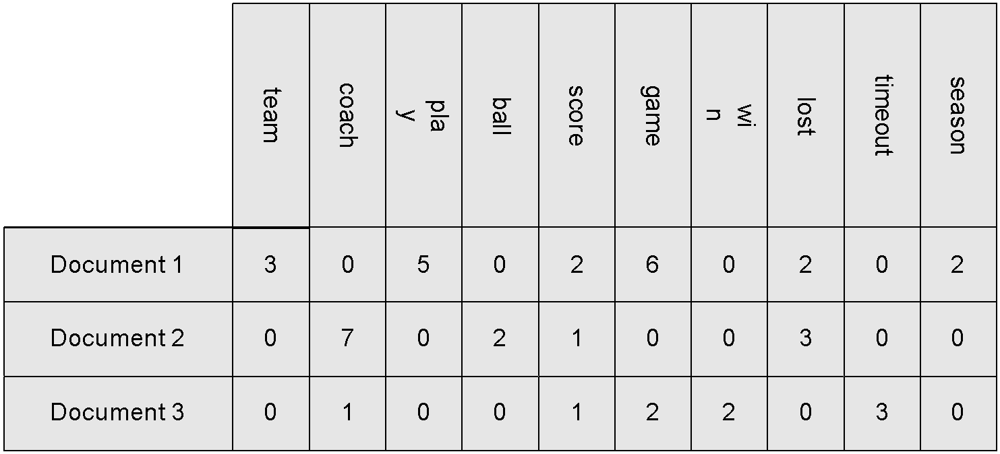 team coach pla
y ball score game wi
n lost timeout season
Document 1 3 0 5 0 2 6 0 2 0 2
Document 2 0 7 0 2 1 0 0 3 0 0
Document 3 0 1 0 0 1 2 2 0 3 0